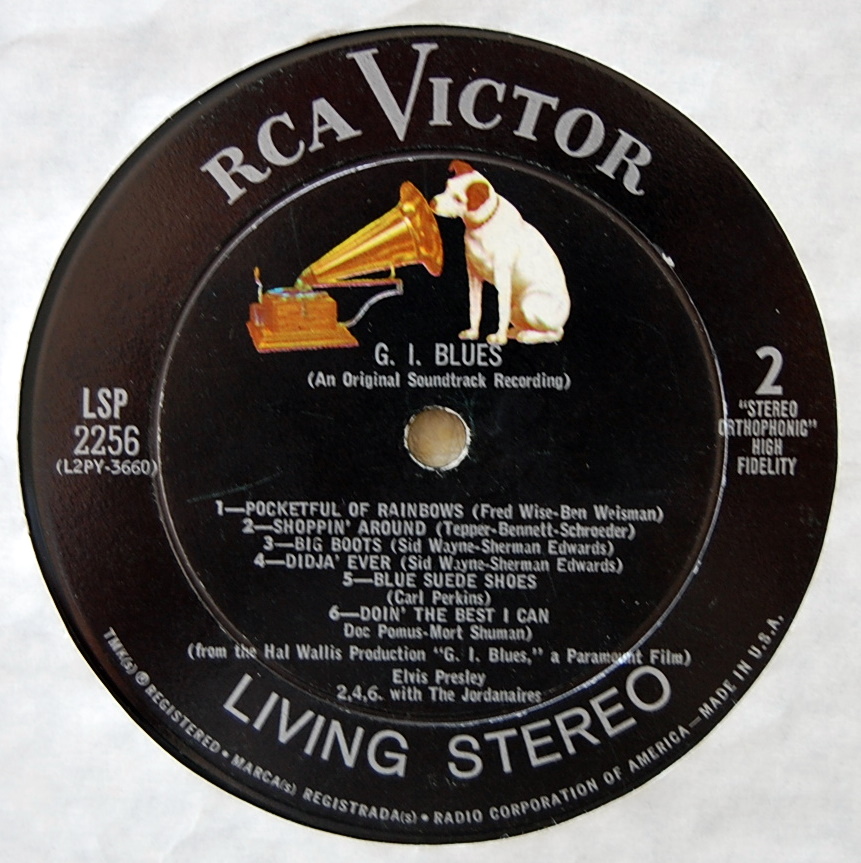 RCA VICTOR
G. I. BLUES
(An Original Soundtrack Recording)
LSP
2256
(L2PY-3660)
2
"STEREO
ORTHOPHONIC"
HIGH
FIDELITY
1—POCKETFUL OF RAINBOWS (Fred Wise-Ben Weisman)
2—SHOPPIN' AROUND (Tepper-Bennett-Schroeder)
3—BIG BOOTS (Sid Wayne-Sherman Edwards)
4—DIDJA' EVER (Sid Wayne-Sherman Edwards)
5—BLUE SUEDE SHOES
(Carl Perkins)
6—DOIN' THE BEST I CAN
Doc Pomus-Mort Shuman)
(from the Hal Wallis Production "G. I. Blues," a Paramount Film)
Elvis Presley
2,4,6. with The Jordanaires
LIVING STEREO
TMK(s) ® REGISTERED • MARCA(s) REGISTRADA(s) • RADIO CORPORATION OF AMERICA—MADE IN U.S.A.